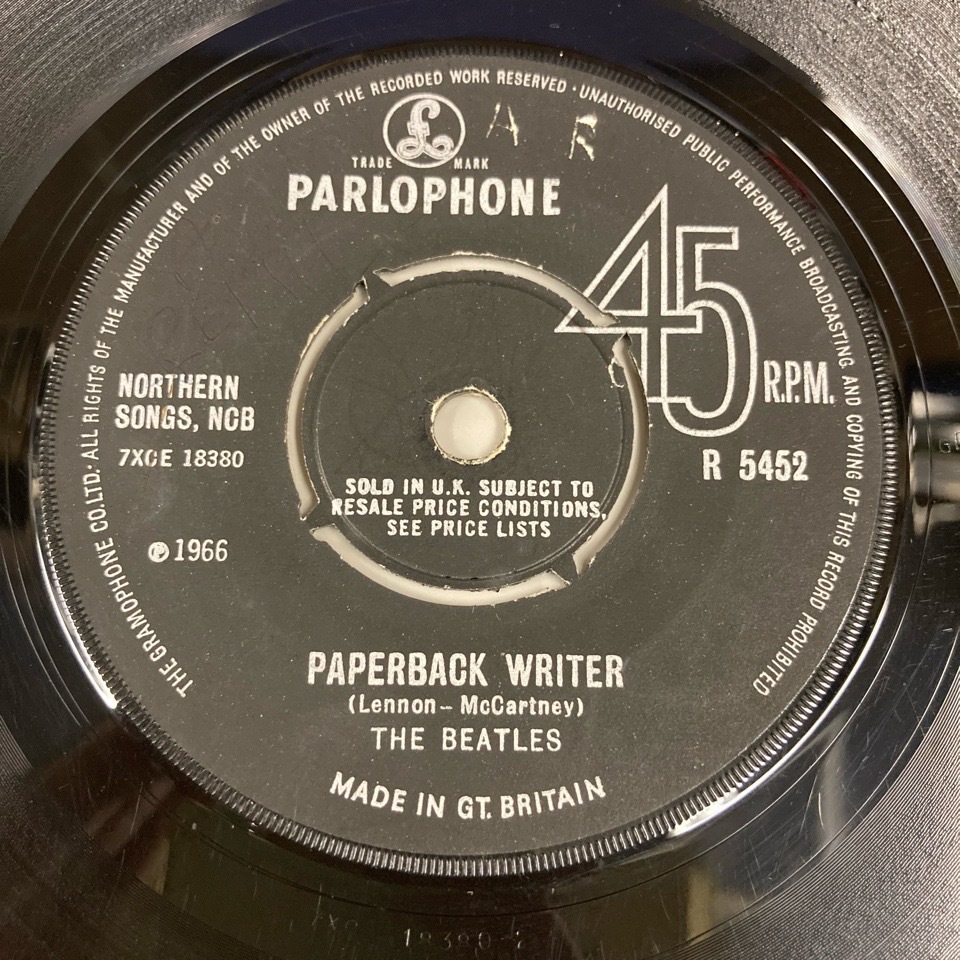 THE GRAMOPHONE CO.LTD. · ALL RIGHTS OF THE MANUFACTURER AND OF THE OWNER OF THE RECORDED WORK RESERVED · UNAUTHORISED PUBLIC PERFORMANCE BROADCASTING AND COPYING OF THIS RECORD PROHIBITED
£
A R
TRADE MARK
PARLOPHONE
45 R.P.M.
NORTHERN
SONGS, NCB
7XCE 18380
R 5452
SOLD IN U.K. SUBJECT TO
RESALE PRICE CONDITIONS,
SEE PRICE LISTS
℗ 1966
PAPERBACK WRITER
(Lennon - McCartney)
THE BEATLES
MADE IN GT. BRITAIN